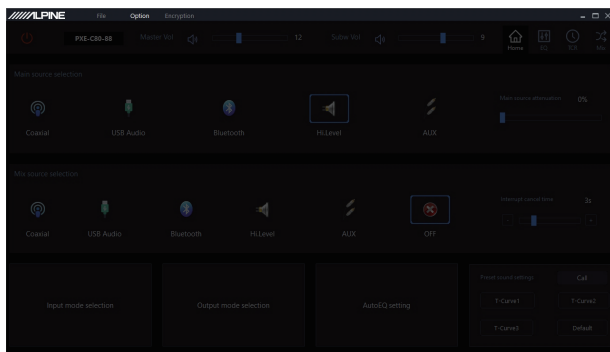 ALPINE File Option Encryption
PXE-C80-88 Master Vol 12 Subw Vol 9 Home EQ TCR Mix
Main source selection
Main source attenuation 0%
Coaxial USB Audio Bluetooth Hi.Level AUX
Mix source selection
Interrupt cancel time 3s
Coaxial USB Audio Bluetooth Hi.Level AUX OFF
Preset sound settings Call
Input mode selection Output mode selection AutoEQ setting
T-Curve1 T-Curve2
T-Curve3 Default